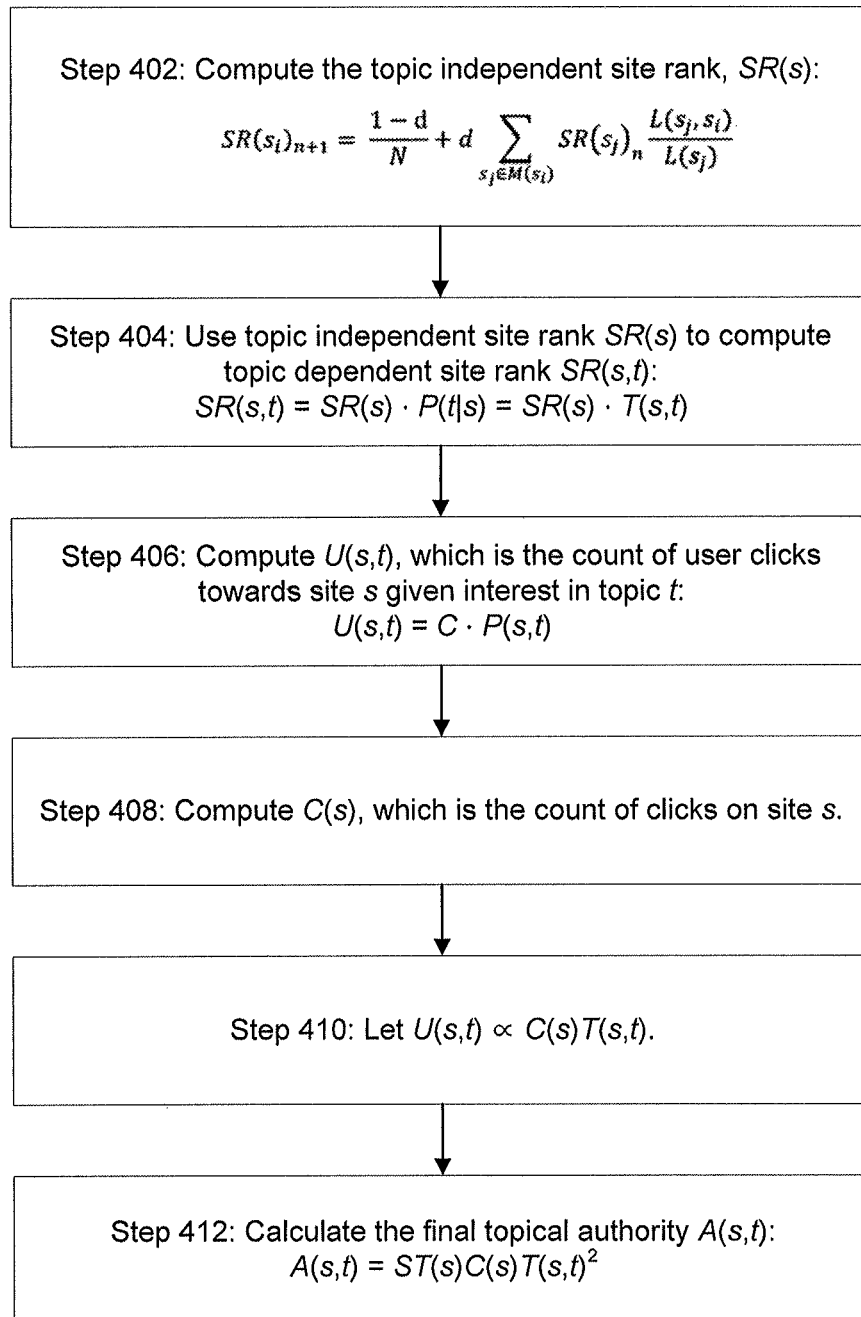 Step 402: Compute the topic independent site rank, SR(s):
SR(s_i)_{n+1} = \frac{1 - d}{N} + d \sum_{s_j \in M(s_i)} SR(s_j)_n \frac{L(s_j, s_i)}{L(s_j)}
Step 404: Use topic independent site rank SR(s) to compute
topic dependent site rank SR(s,t):
SR(s,t) = SR(s) · P(t|s) = SR(s) · T(s,t)
Step 406: Compute U(s,t), which is the count of user clicks
towards site s given interest in topic t:
U(s,t) = C · P(s,t)
Step 408: Compute C(s), which is the count of clicks on site s.
Step 410: Let U(s,t) ∝ C(s)T(s,t).
Step 412: Calculate the final topical authority A(s,t):
A(s,t) = ST(s)C(s)T(s,t)²